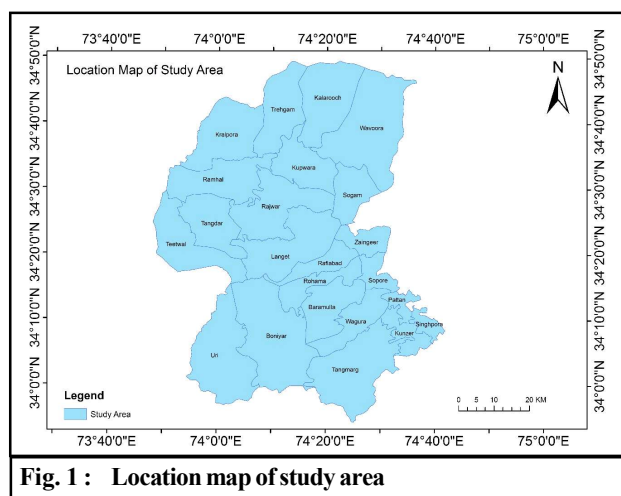 73°40'0"E 74°0'0"E 74°20'0"E 74°40'0"E 75°0'0"E
Location Map of Study Area
N
34°50'0"N
34°40'0"N
34°30'0"N
34°20'0"N
34°10'0"N
34°0'0"N
34°50'0"N
34°40'0"N
34°30'0"N
34°20'0"N
34°10'0"N
34°0'0"N
Kalarooch
Trehgam
Wavoora
Kralpora
Kupwara
Ramhal
Sogam
Rajwar
Tangdar
Teetwal
Zaingeer
Langet
Rafiabad
Rohama
Sopore
Pattan
Baramulla
Wagura
Singhpore
Kunzer
Boniyar
Uri
Tangmarg
Legend
Study Area
0 5 10 20 KM
73°40'0"E 74°0'0"E 74°20'0"E 74°40'0"E 75°0'0"E
Fig. 1 : Location map of study area